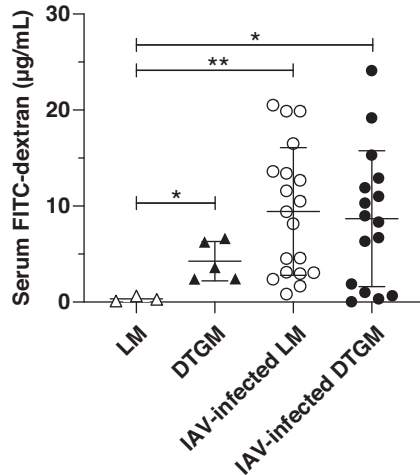 30
20
10
0
Serum FITC-dextran (µg/mL)
*
**
*
LM
DTGM
IAV-infected LM
IAV-infected DTGM